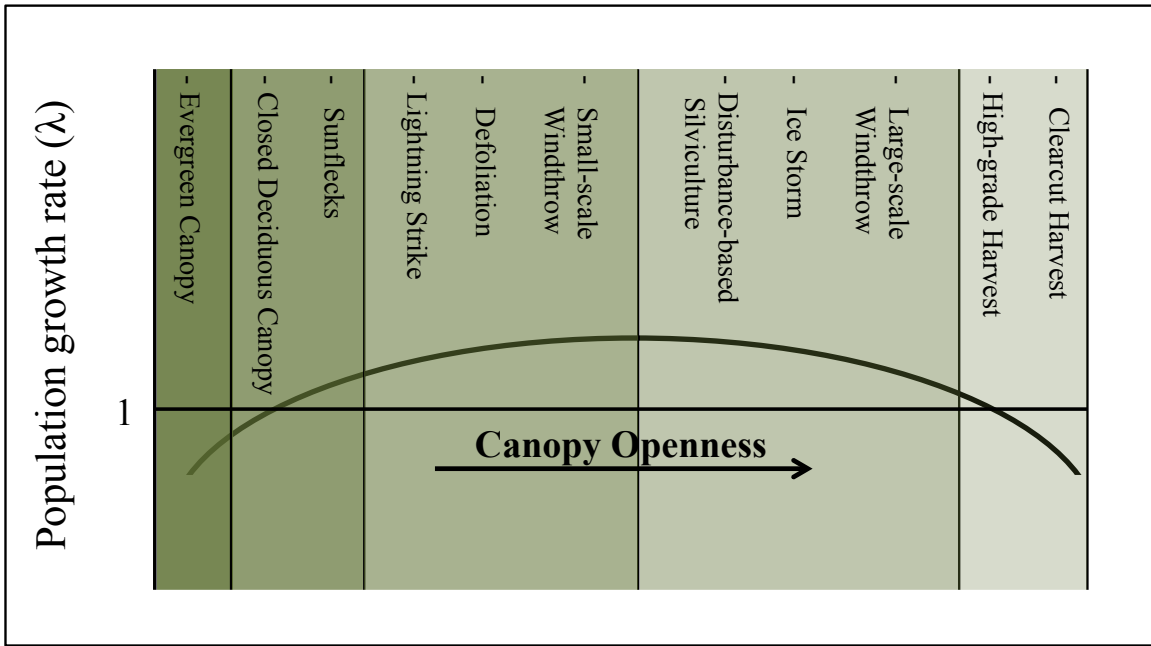 Population growth rate (λ)
1
- Evergreen Canopy
- Closed Deciduous Canopy
- Sunflecks
- Lightning Strike
- Defoliation
- Small-scale
Windthrow
- Disturbance-based
Silviculture
- Ice Storm
- Large-scale
Windthrow
- High-grade Harvest
- Clearcut Harvest
Canopy Openness